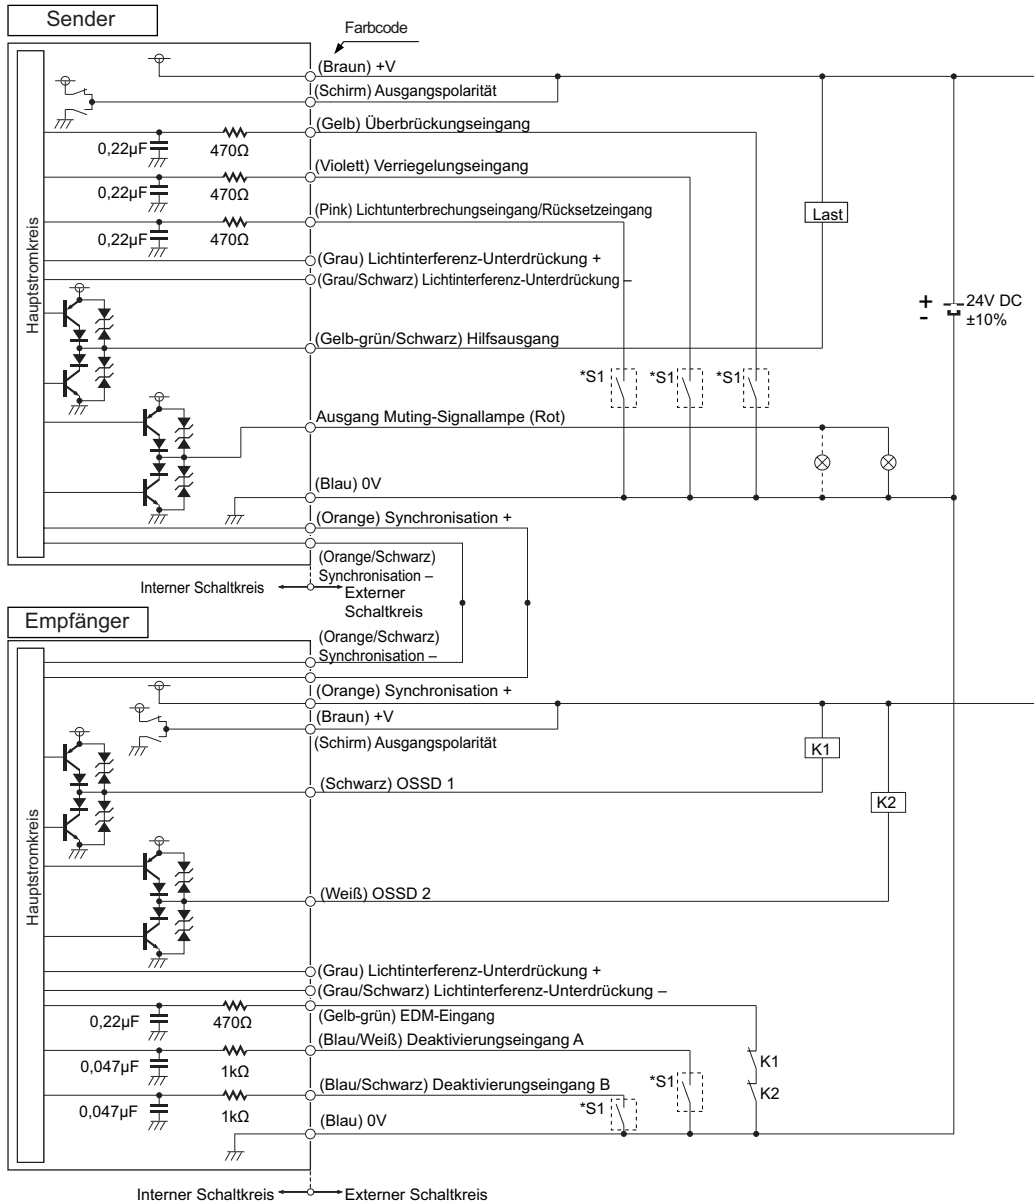 Sender
Farbcode
(Braun) +V
(Schirm) Ausgangspolarität
(Gelb) Überbrückungseingang
0,22µF
470Ω
(Violett) Verriegelungseingang
0,22µF
470Ω
(Pink) Lichtunterbrechungseingang/Rücksetzeingang
0,22µF
470Ω
Last
Hauptstromkreis
(Grau) Lichtinterferenz-Unterdrückung +
(Grau/Schwarz) Lichtinterferenz-Unterdrückung –
+
-
24V DC
±10%
(Gelb-grün/Schwarz) Hilfsausgang
*S1
*S1
*S1
Ausgang Muting-Signallampe (Rot)
(Blau) 0V
(Orange) Synchronisation +
(Orange/Schwarz)
Synchronisation –
Interner Schaltkreis
Externer
Schaltkreis
Empfänger
(Orange/Schwarz)
Synchronisation –
(Orange) Synchronisation +
(Braun) +V
(Schirm) Ausgangspolarität
K1
(Schwarz) OSSD 1
K2
Hauptstromkreis
(Weiß) OSSD 2
(Grau) Lichtinterferenz-Unterdrückung +
(Grau/Schwarz) Lichtinterferenz-Unterdrückung –
0,22µF
470Ω
(Gelb-grün) EDM-Eingang
(Blau/Weiß) Deaktivierungseingang A
0,047µF
1kΩ
K1
*S1
K2
(Blau/Schwarz) Deaktivierungseingang B
*S1
0,047µF
1kΩ
(Blau) 0V
Interner Schaltkreis
Externer Schaltkreis